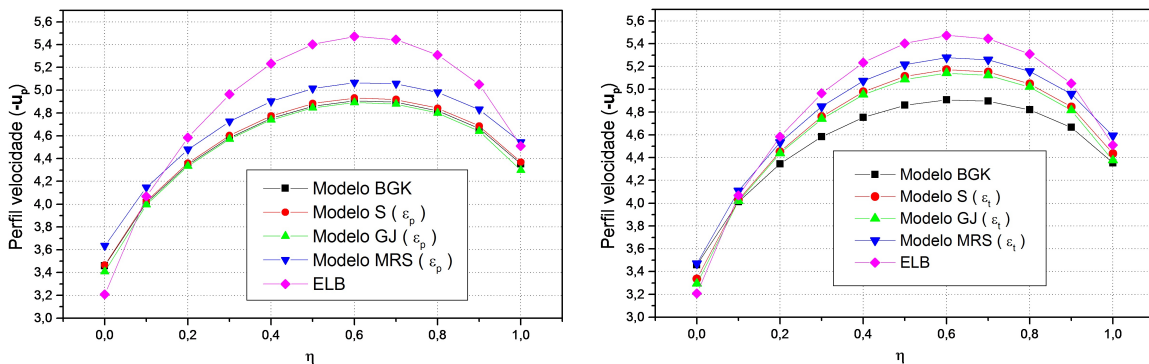 Perfil velocidade (-u_p)
5,6
5,4
5,2
5,0
4,8
4,6
4,4
4,2
4,0
3,8
3,6
3,4
3,2
3,0
Modelo BGK
Modelo S ( ε_p )
Modelo GJ ( ε_p )
Modelo MRS ( ε_p )
ELB
0,0 0,2 0,4 0,6 0,8 1,0
η
Perfil velocidade (-u_p)
5,6
5,4
5,2
5,0
4,8
4,6
4,4
4,2
4,0
3,8
3,6
3,4
3,2
3,0
Modelo BGK
Modelo S ( ε_t )
Modelo GJ ( ε_t )
Modelo MRS ( ε_t )
ELB
0,0 0,2 0,4 0,6 0,8 1,0
η